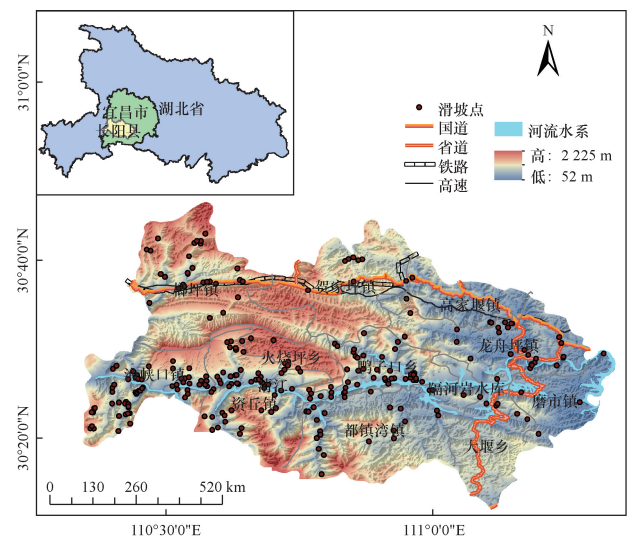 31°0'0"N
30°40'0"N
30°20'0"N
宜昌市
湖北省
长阳县
N
滑坡点
国道
省道
铁路
高速
河流水系
高：2 225 m
低：52 m
榔坪镇
贺家坪镇
高家堰镇
龙舟坪镇
火烧坪乡
鸭子口乡
渔峡口镇
清江
资丘镇
隔河岩水库
磨市镇
都镇湾镇
大堰乡
0 130 260 520 km
110°30'0"E
111°0'0"E